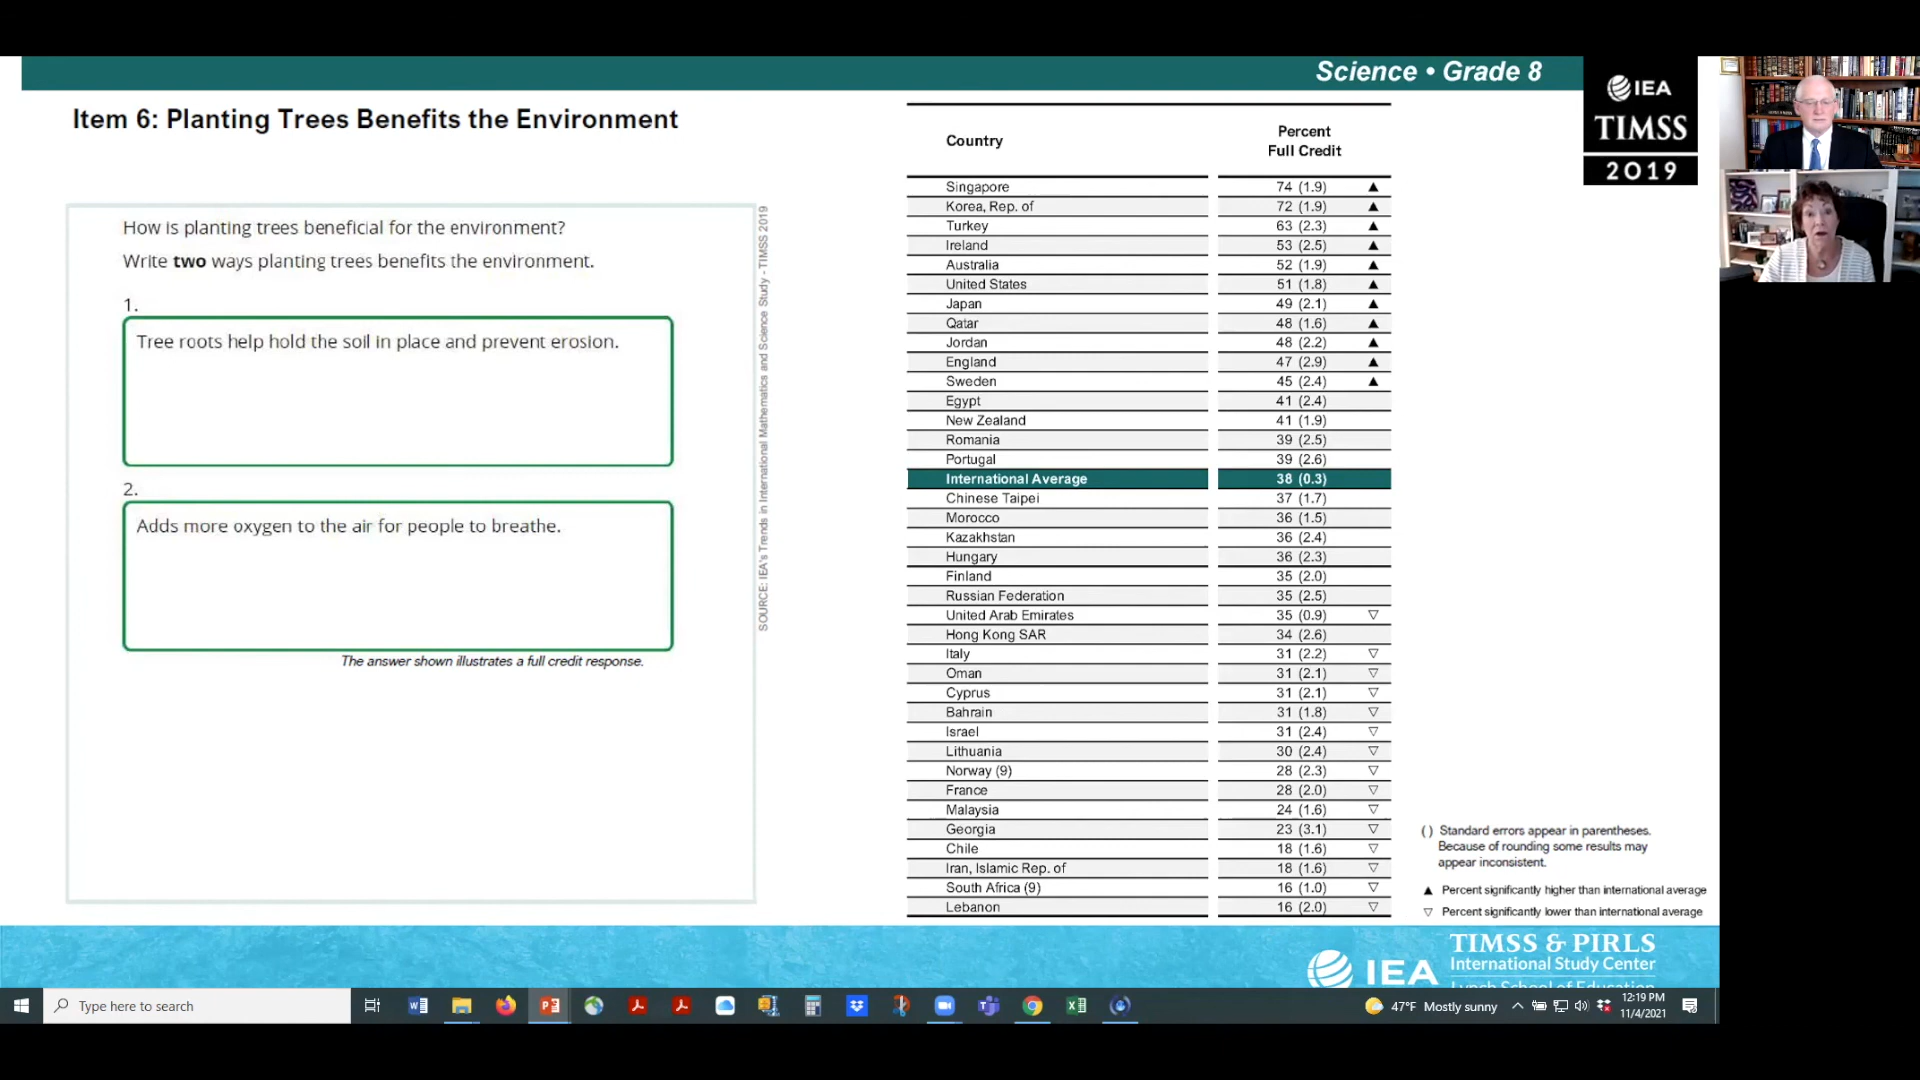 Science • Grade 8
IEA
TIMSS
2019
Item 6: Planting Trees Benefits the Environment
How is planting trees beneficial for the environment?
Write two ways planting trees benefits the environment.
1.
Tree roots help hold the soil in place and prevent erosion.
2.
Adds more oxygen to the air for people to breathe.
The answer shown illustrates a full credit response.
SOURCE: IEA's Trends in International Mathematics and Science Study - TIMSS 2019
Country Percent Full Credit
Singapore 74 (1.9) ▲
Korea, Rep. of 72 (1.9) ▲
Turkey 63 (2.3) ▲
Ireland 53 (2.5) ▲
Australia 52 (1.9) ▲
United States 51 (1.8) ▲
Japan 49 (2.1) ▲
Qatar 48 (1.6) ▲
Jordan 48 (2.2) ▲
England 47 (2.9) ▲
Sweden 45 (2.4) ▲
Egypt 41 (2.4)
New Zealand 41 (1.9)
Romania 39 (2.5)
Portugal 39 (2.6)
International Average 38 (0.3)
Chinese Taipei 37 (1.7)
Morocco 36 (1.5)
Kazakhstan 36 (2.4)
Hungary 36 (2.3)
Finland 35 (2.0)
Russian Federation 35 (2.5)
United Arab Emirates 35 (0.9) ▽
Hong Kong SAR 34 (2.6)
Italy 31 (2.2) ▽
Oman 31 (2.1) ▽
Cyprus 31 (2.1) ▽
Bahrain 31 (1.8) ▽
Israel 31 (2.4) ▽
Lithuania 30 (2.4) ▽
Norway (9) 28 (2.3) ▽
France 28 (2.0) ▽
Malaysia 24 (1.6) ▽
Georgia 23 (3.1) ▽
Chile 18 (1.6) ▽
Iran, Islamic Rep. of 18 (1.6) ▽
South Africa (9) 16 (1.0) ▽
Lebanon 16 (2.0) ▽
( ) Standard errors appear in parentheses.
Because of rounding some results may
appear inconsistent.
▲ Percent significantly higher than international average
▽ Percent significantly lower than international average
IEA
TIMSS & PIRLS
International Study Center
Lynch School of Education
Type here to search
47°F Mostly sunny
12:19 PM
11/4/2021